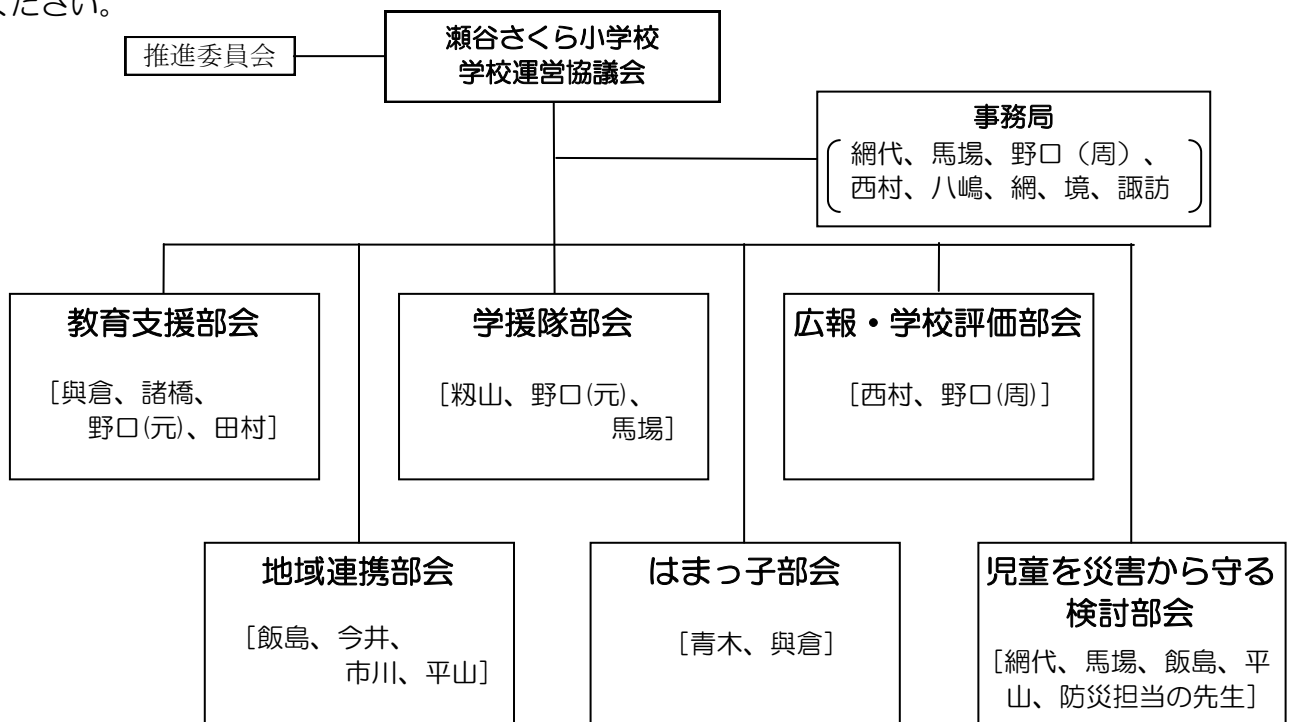 ください。
推進委員会
瀬谷さくら小学校
学校運営協議会
事務局
網代、馬場、野口（周）、
西村、八嶋、網、境、諏訪
教育支援部会
[與倉、諸橋、
野口(元)、田村]
学援隊部会
[籾山、野口(元)、
馬場]
広報・学校評価部会
[西村、野口(周)]
地域連携部会
[飯島、今井、
市川、平山]
はまっ子部会
[青木、與倉]
児童を災害から守る
検討部会
[網代、馬場、飯島、平
山、防災担当の先生]